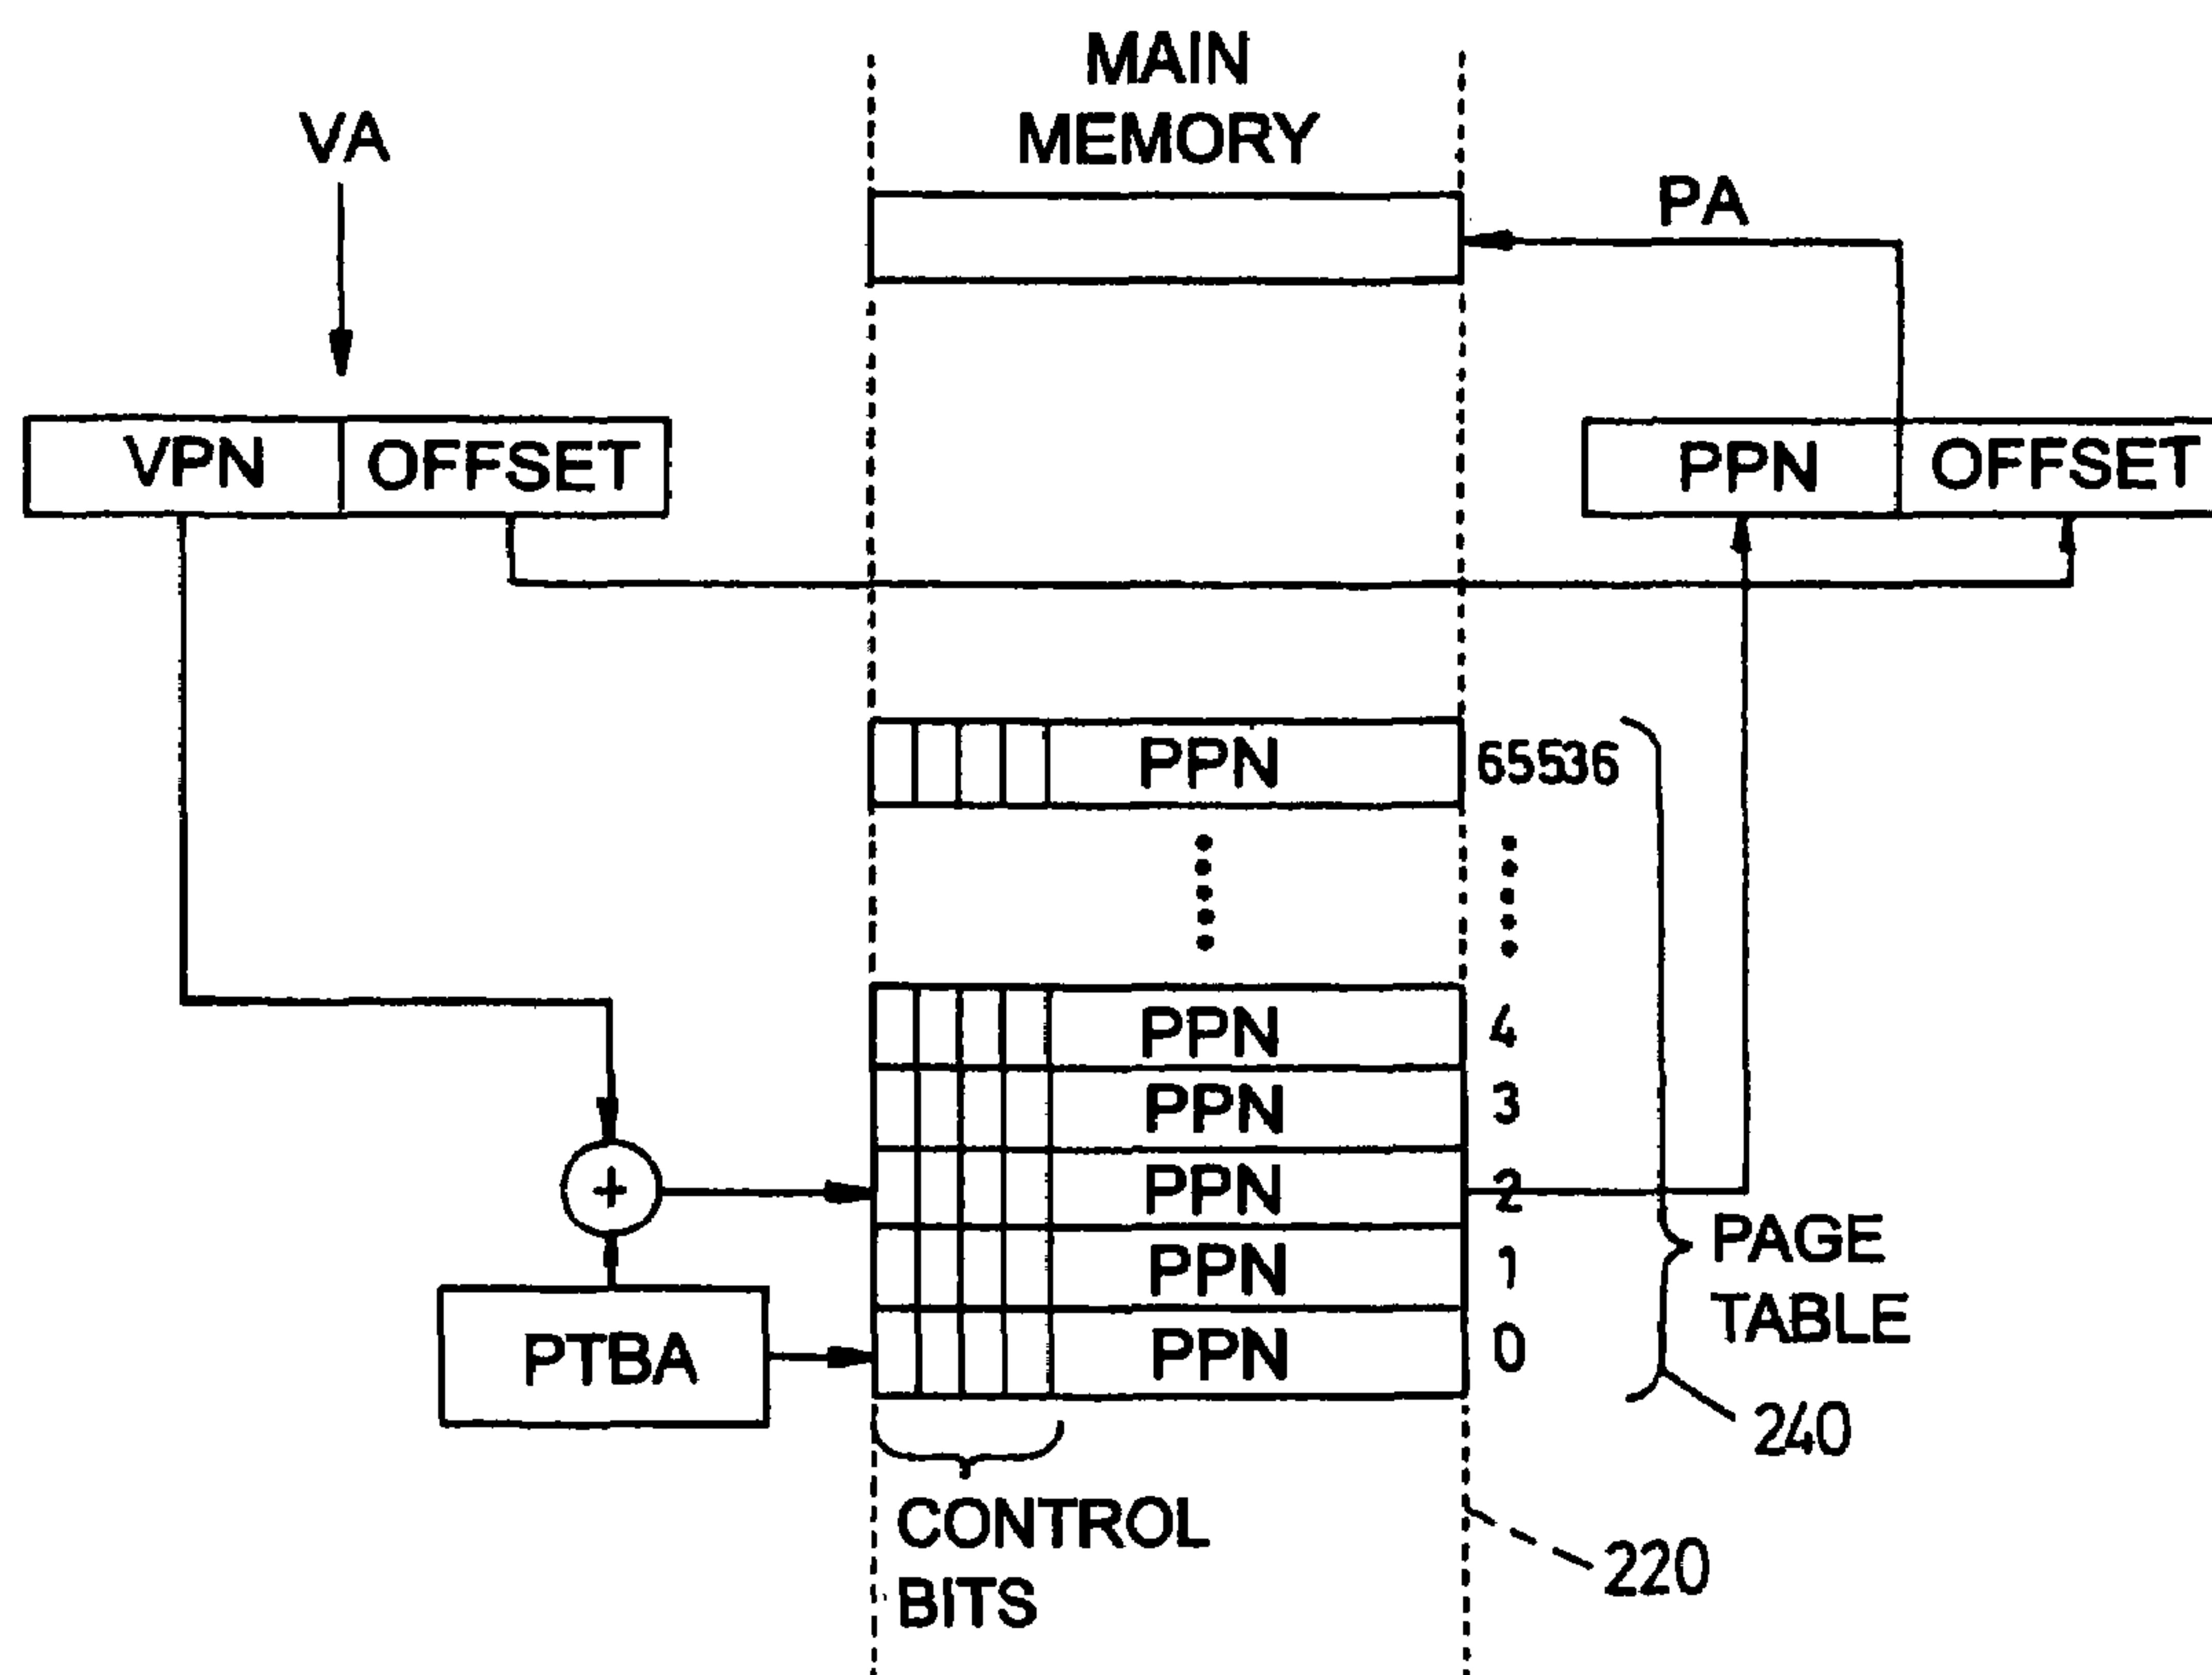 MAIN
MEMORY
VA
PA
VPN OFFSET
PPN OFFSET
PPN 65536
PPN 4
PPN 3
PPN 2
PPN 1
PPN 0
+
PTBA
PAGE
TABLE
240
CONTROL
BITS
220